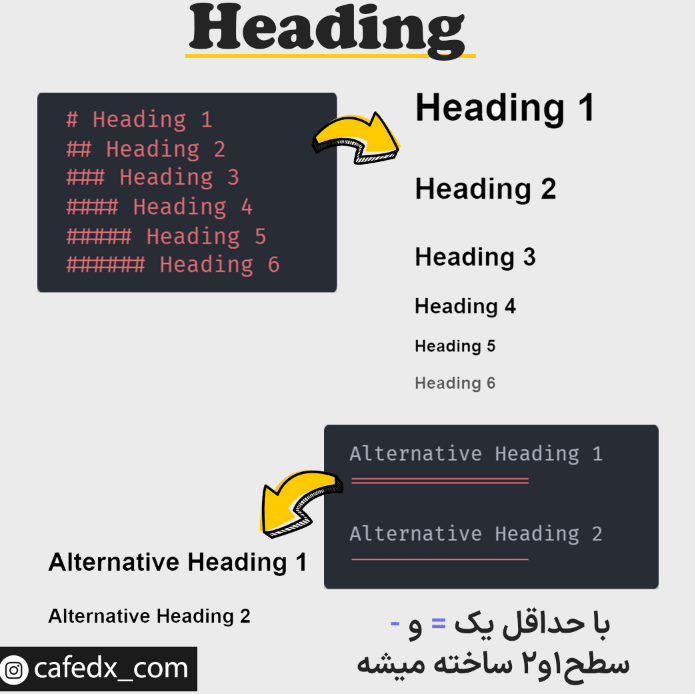 Heading
# Heading 1
## Heading 2
### Heading 3
#### Heading 4
##### Heading 5
###### Heading 6
Heading 1
Heading 2
Heading 3
Heading 4
Heading 5
Heading 6
Alternative Heading 1
==================
Alternative Heading 2
------------------
Alternative Heading 1
Alternative Heading 2
با حداقل یک = و -
سطح۱و۲ ساخته میشه
cafedx_com